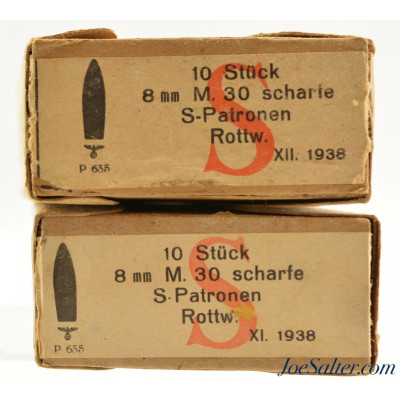 10 Stück
8 mm M. 30 scharfe
S-Patronen
Rottw.
XII. 1938
S
P 635
10 Stück
8 mm M. 30 scharfe
S-Patronen
Rottw.
XI. 1938
S
P 635
JoeSalter.com